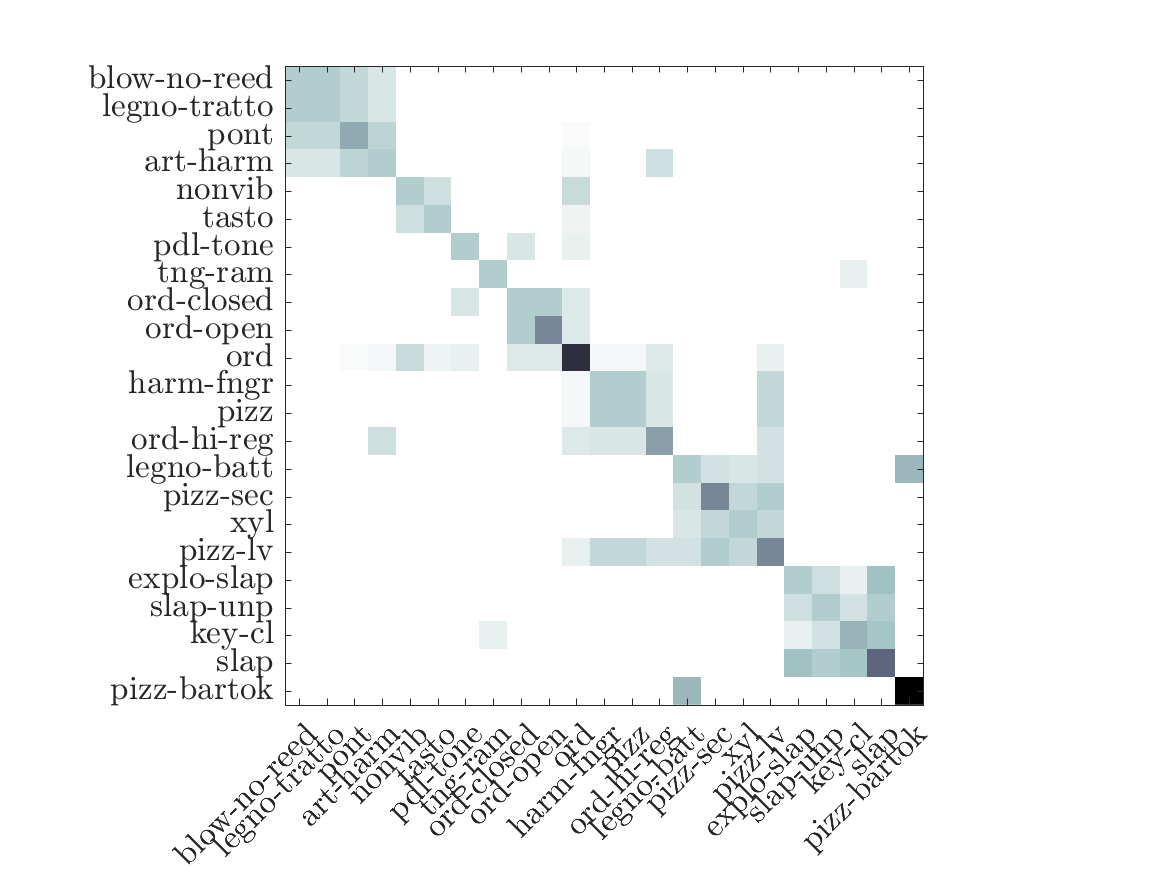 blow-no-reed
legno-tratto
pont
art-harm
nonvib
tasto
pdl-tone
tng-ram
ord-closed
ord-open
ord
harm-fngr
pizz
ord-hi-reg
legno-batt
pizz-sec
xyl
pizz-lv
explo-slap
slap-unp
key-cl
slap
pizz-bartok
blow-no-reed
legno-tratto
pont
art-harm
nonvib
tasto
pdl-tone
tng-ram
ord-closed
ord-open
ord
harm-fngr
pizz
ord-hi-reg
legno-batt
pizz-sec
xyl
pizz-lv
explo-slap
slap-unp
key-cl
slap
pizz-bartok